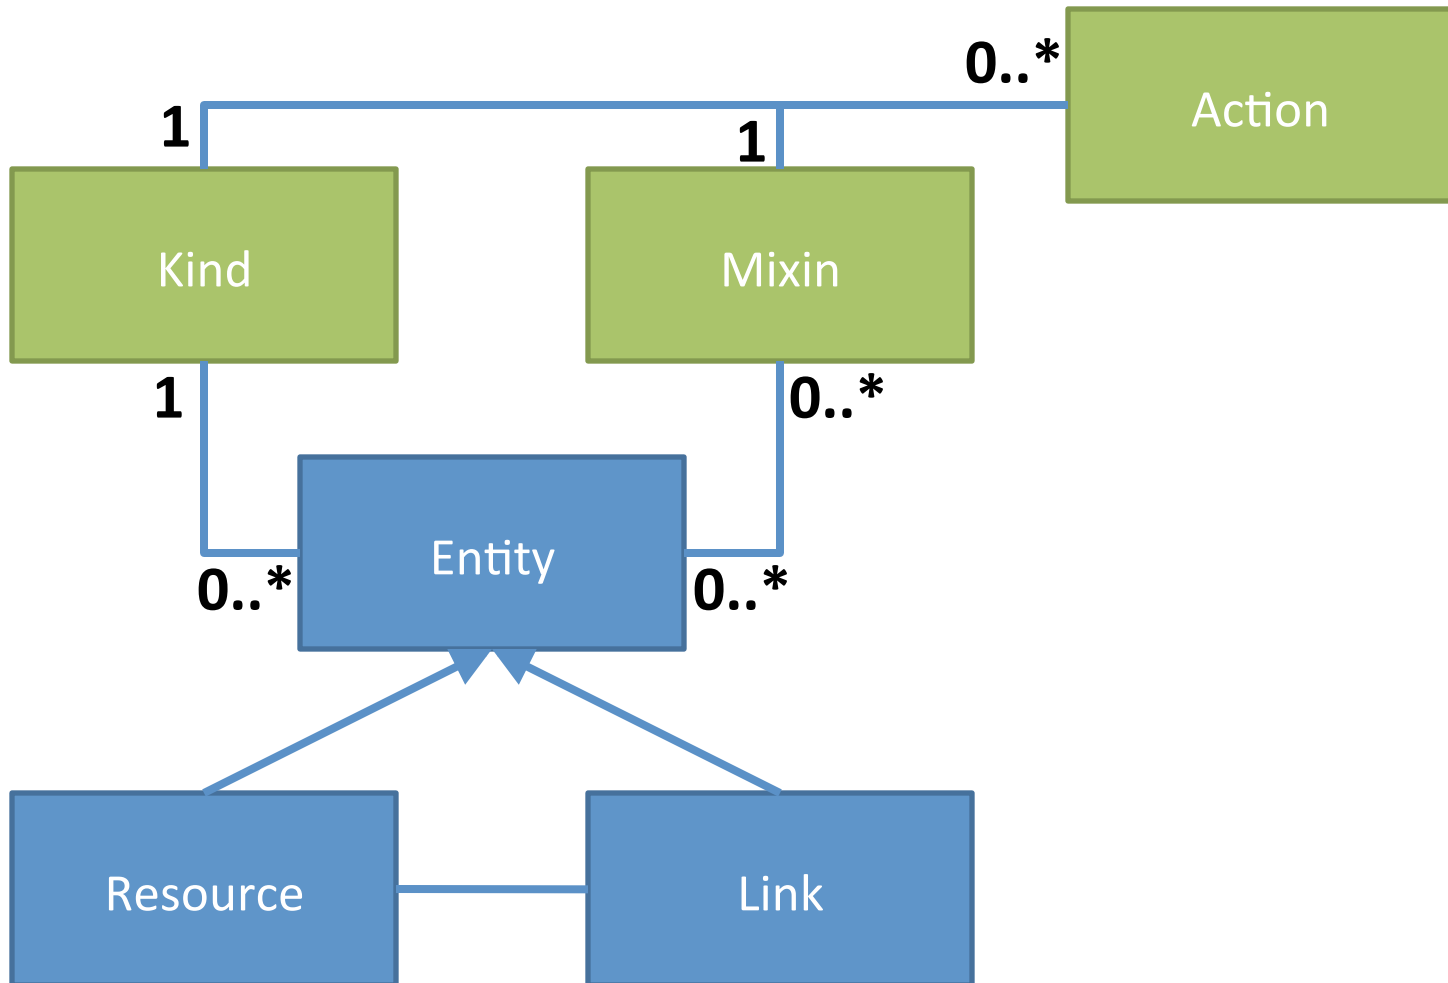 0..*
Action
1
1
Kind
Mixin
1
0..*
Entity
0..*
0..*
Resource
Link